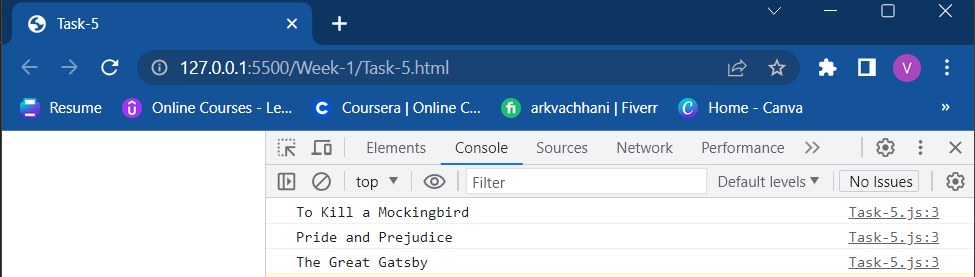 Task-5
127.0.0.1:5500/Week-1/Task-5.html
V
Resume Online Courses - Le... Coursera | Online C... arkvachhani | Fiverr Home - Canva »
Elements Console Sources Network Performance
top Filter Default levels No Issues
To Kill a Mockingbird Task-5.js:3
Pride and Prejudice Task-5.js:3
The Great Gatsby Task-5.js:3